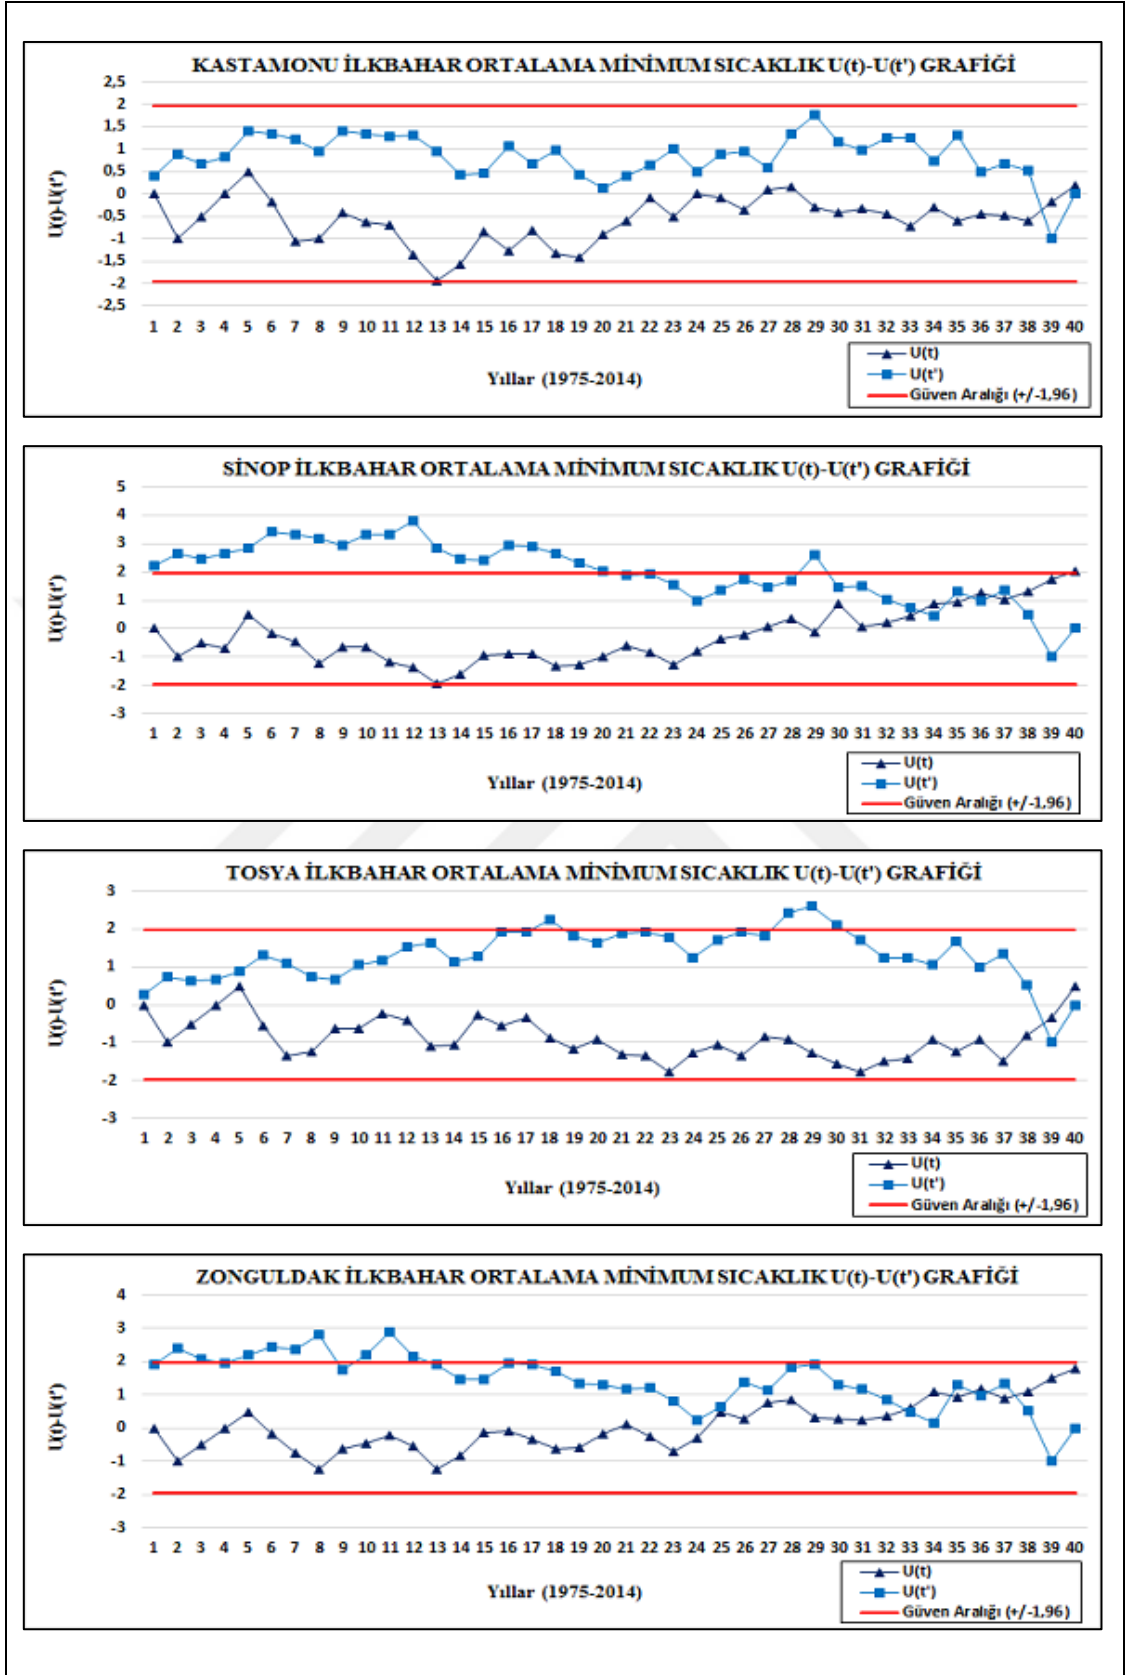 KASTAMONU İLKBAHAR ORTALAMA MİNİMUM SICAKLIK U(t)-U(t') GRAFİĞİ
2,5
2
1,5
1
0,5
0
-0,5
-1
-1,5
-2
-2,5
U(t)-U(t')
1 2 3 4 5 6 7 8 9 10 11 12 13 14 15 16 17 18 19 20 21 22 23 24 25 26 27 28 29 30 31 32 33 34 35 36 37 38 39 40
Yıllar (1975-2014)
U(t)
U(t')
Güven Aralığı (+/-1,96)
SİNOP İLKBAHAR ORTALAMA MİNİMUM SICAKLIK U(t)-U(t') GRAFİĞİ
5
4
3
2
1
0
-1
-2
-3
U(t)-U(t')
1 2 3 4 5 6 7 8 9 10 11 12 13 14 15 16 17 18 19 20 21 22 23 24 25 26 27 28 29 30 31 32 33 34 35 36 37 38 39 40
Yıllar (1975-2014)
U(t)
U(t')
Güven Aralığı (+/-1,96)
TOSYA İLKBAHAR ORTALAMA MİNİMUM SICAKLIK U(t)-U(t') GRAFİĞİ
3
2
1
0
-1
-2
-3
U(t)-U(t')
1 2 3 4 5 6 7 8 9 10 11 12 13 14 15 16 17 18 19 20 21 22 23 24 25 26 27 28 29 30 31 32 33 34 35 36 37 38 39 40
Yıllar (1975-2014)
U(t)
U(t')
Güven Aralığı (+/-1,96)
ZONGULDAK İLKBAHAR ORTALAMA MİNİMUM SICAKLIK U(t)-U(t') GRAFİĞİ
4
3
2
1
0
-1
-2
-3
U(t)-U(t')
1 2 3 4 5 6 7 8 9 10 11 12 13 14 15 16 17 18 19 20 21 22 23 24 25 26 27 28 29 30 31 32 33 34 35 36 37 38 39 40
Yıllar (1975-2014)
U(t)
U(t')
Güven Aralığı (+/-1,96)